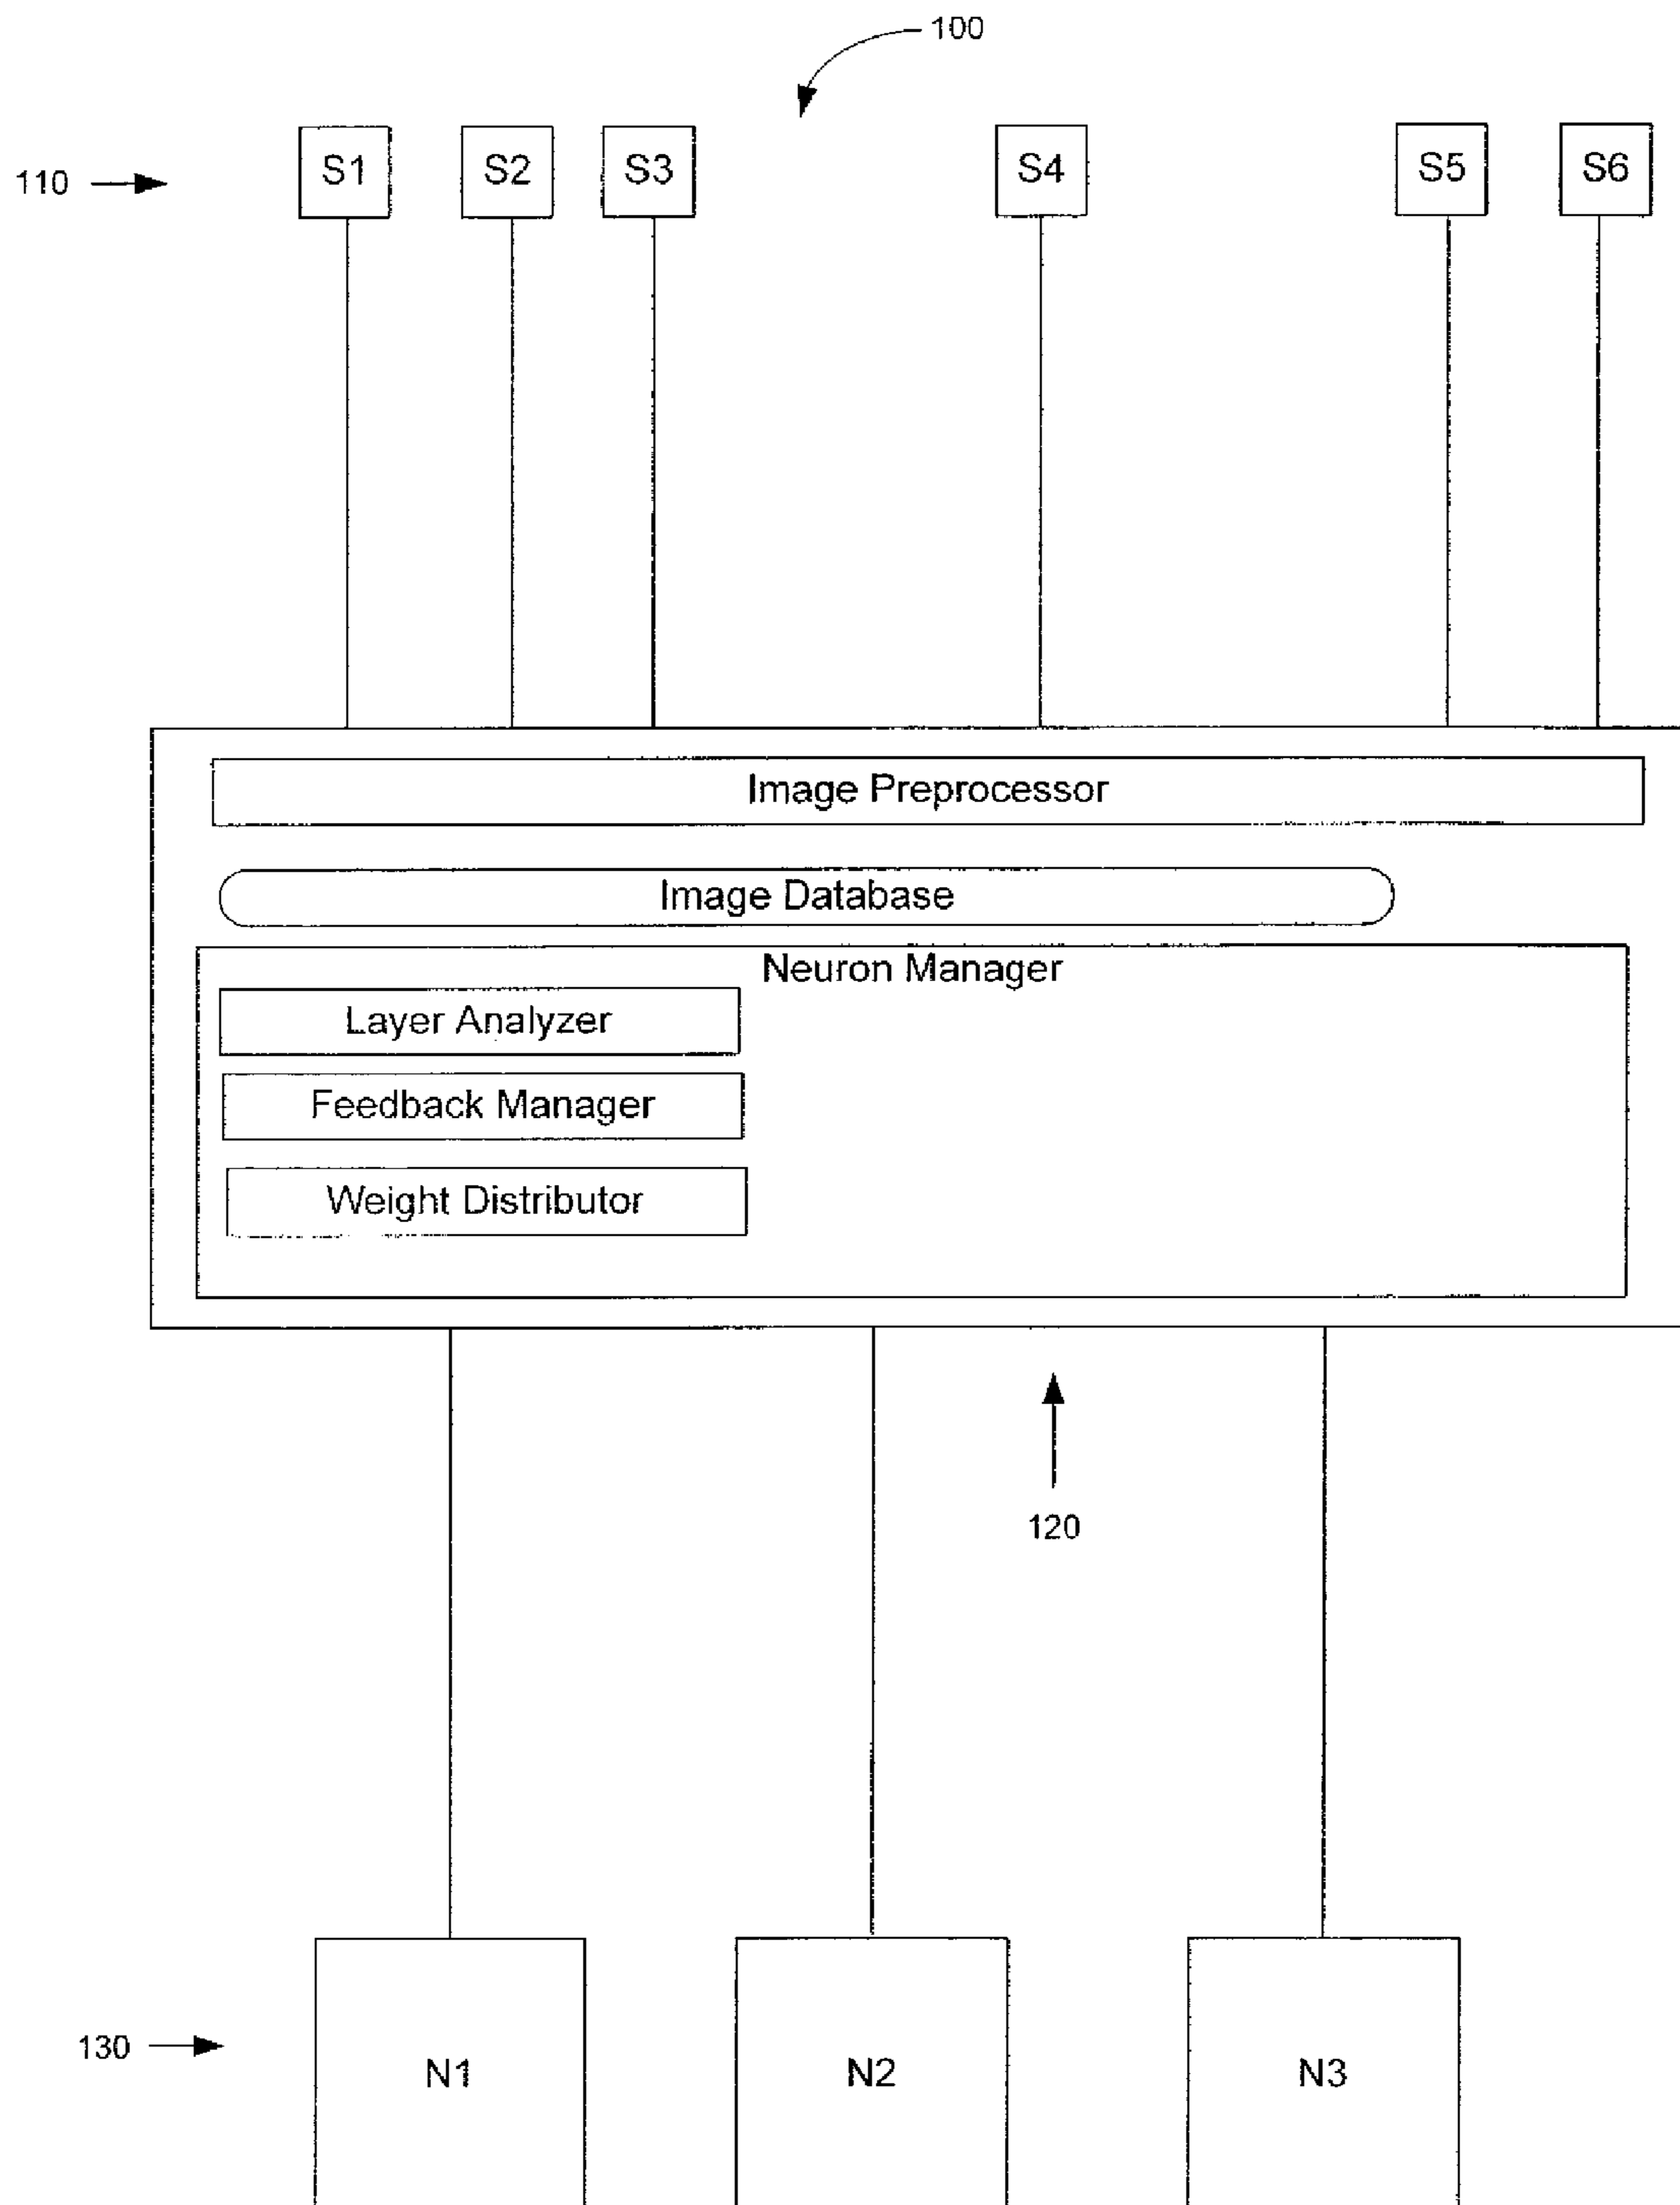 100
110
S1 S2 S3 S4 S5 S6
Image Preprocessor
Image Database
Neuron Manager
Layer Analyzer
Feedback Manager
Weight Distributor
120
130
N1 N2 N3